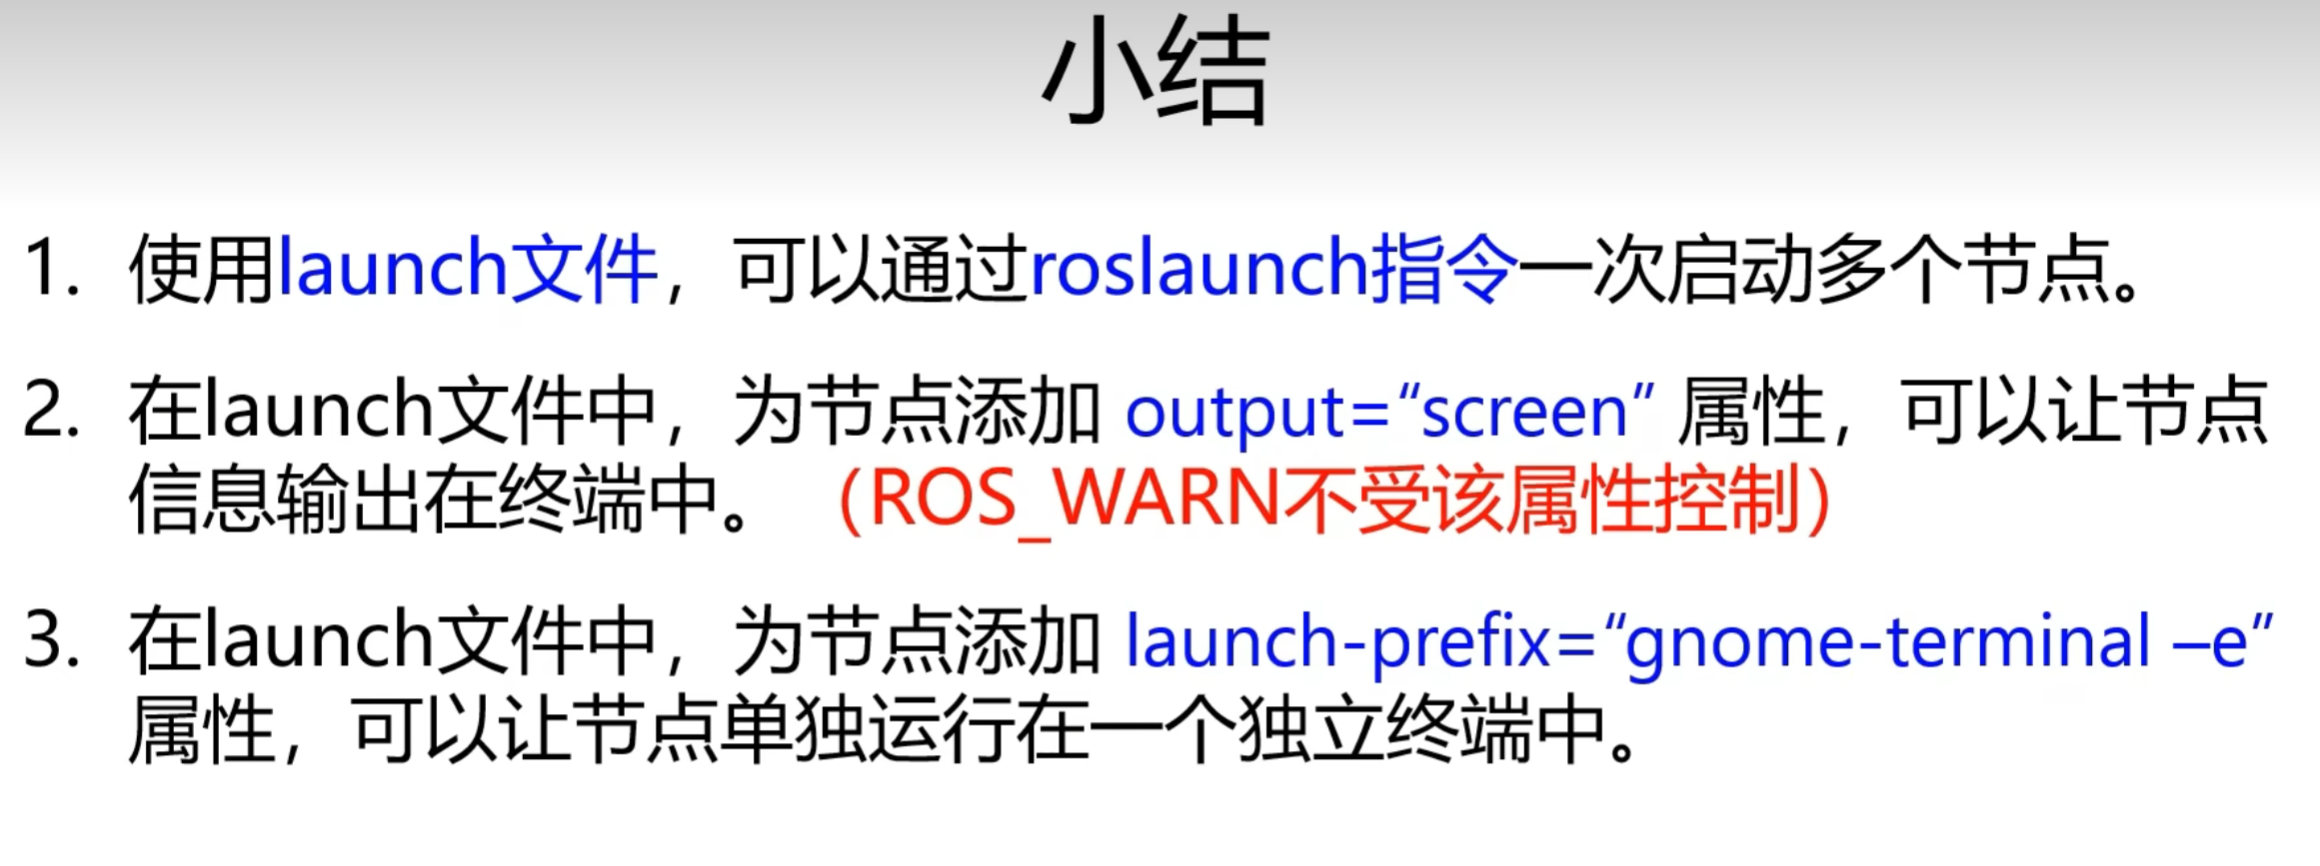 小结
1. 使用launch文件，可以通过roslaunch指令一次启动多个节点。
2. 在launch文件中，为节点添加 output=“screen” 属性，可以让节点
信息输出在终端中。（ROS_WARN不受该属性控制）
3. 在launch文件中，为节点添加 launch-prefix=“gnome-terminal –e”
属性，可以让节点单独运行在一个独立终端中。